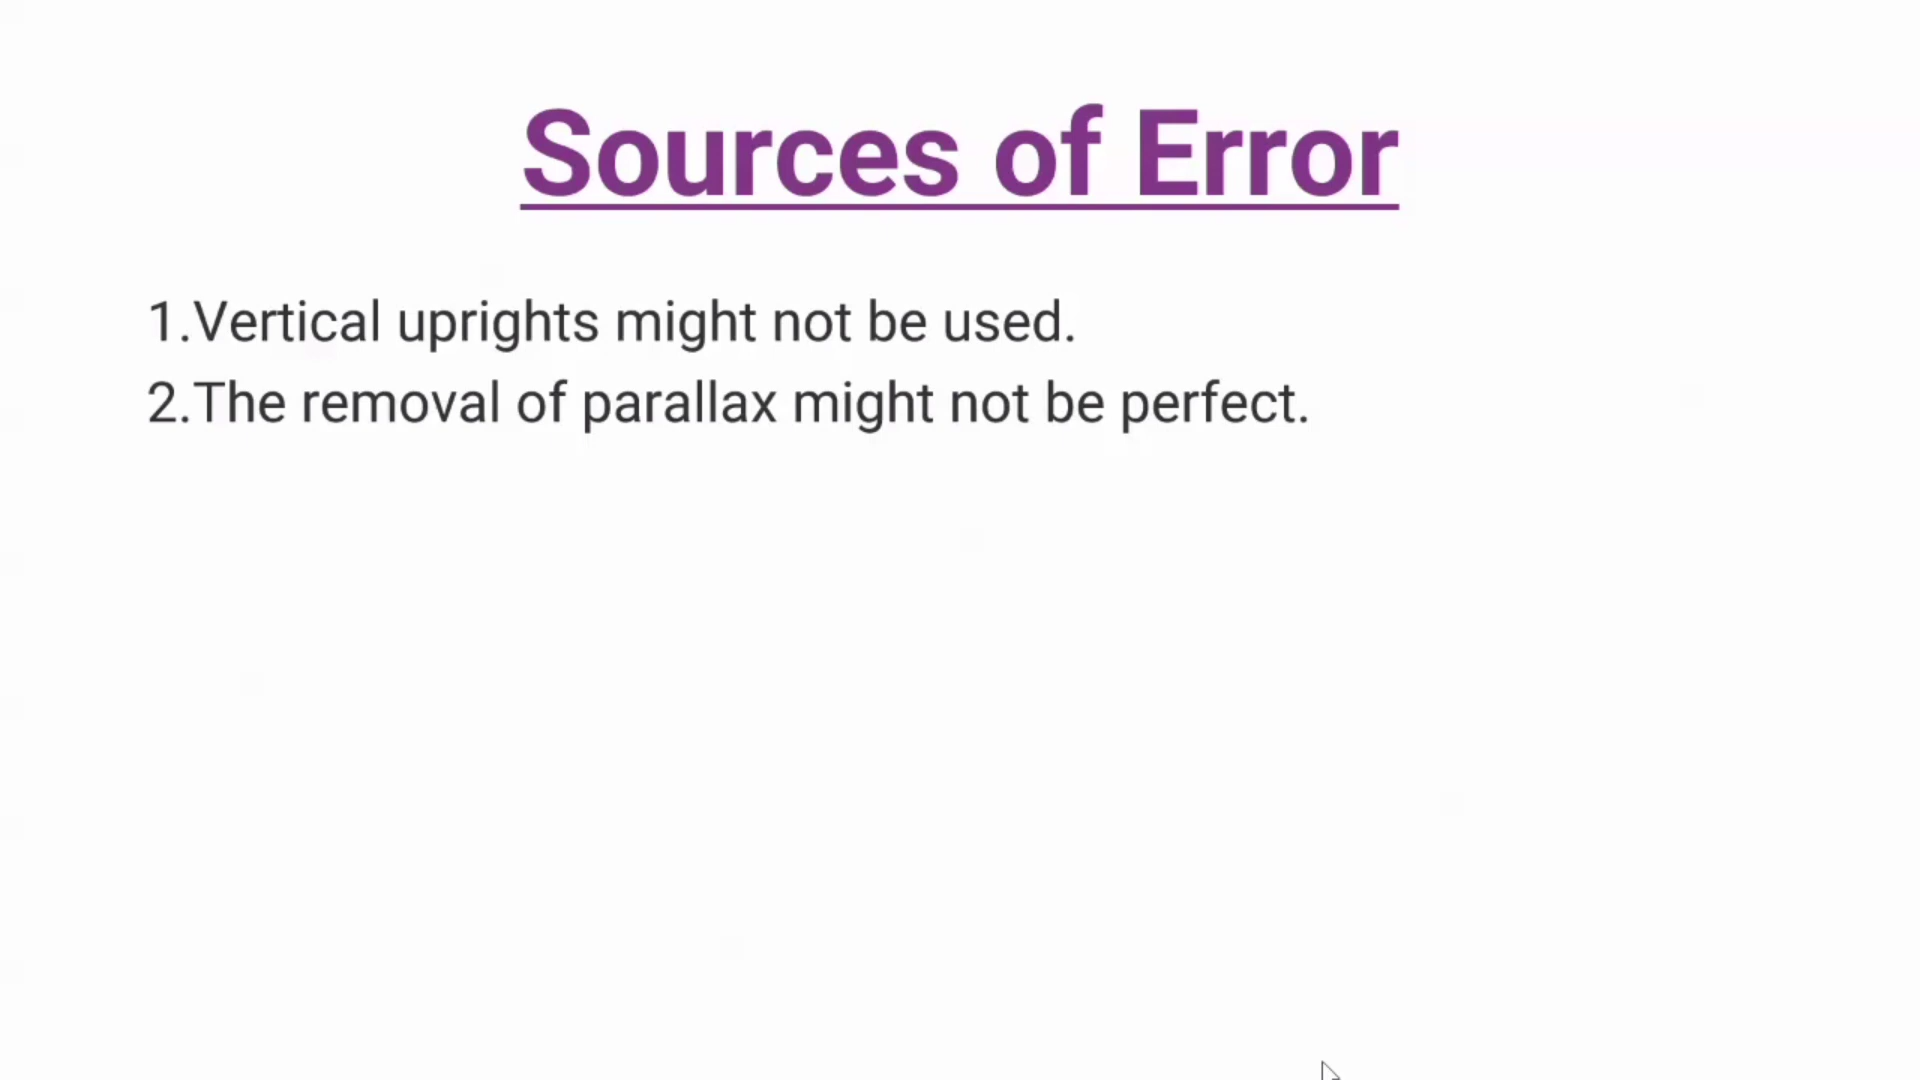 Sources of Error
1.Vertical uprights might not be used.
2.The removal of parallax might not be perfect.